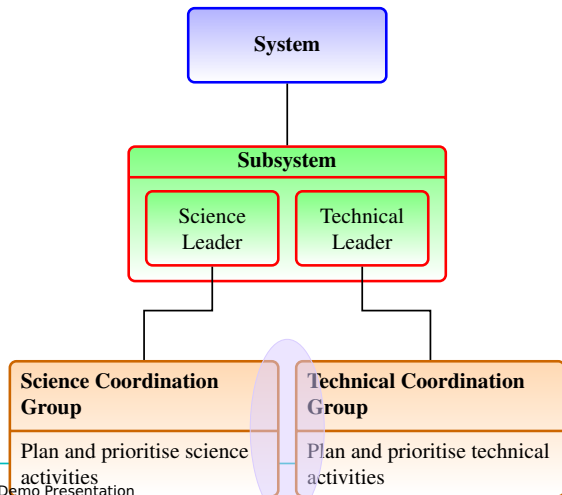 System
Subsystem
Science
Leader
Technical
Leader
Science Coordination
Group
Technical Coordination
Group
Plan and prioritise science
activities
Plan and prioritise technical
activities
Demo Presentation